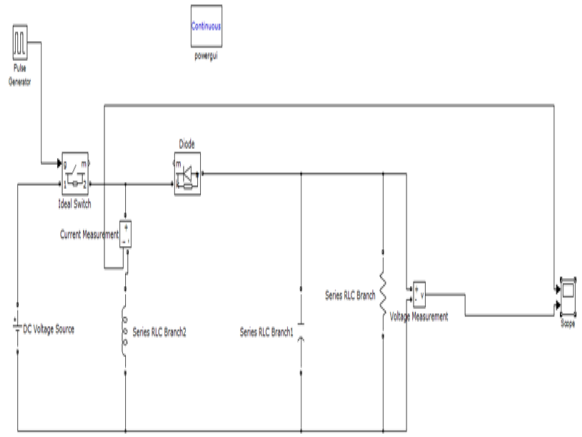 Continuous
powergui
Pulse
Generator
Diode
g m
1 2
Ideal Switch
m
Current Measurement
+
-
i
DC Voltage Source
+
Series RLC Branch2
Series RLC Branch1
Series RLC Branch
+
-
v
Voltage Measurement
Scope